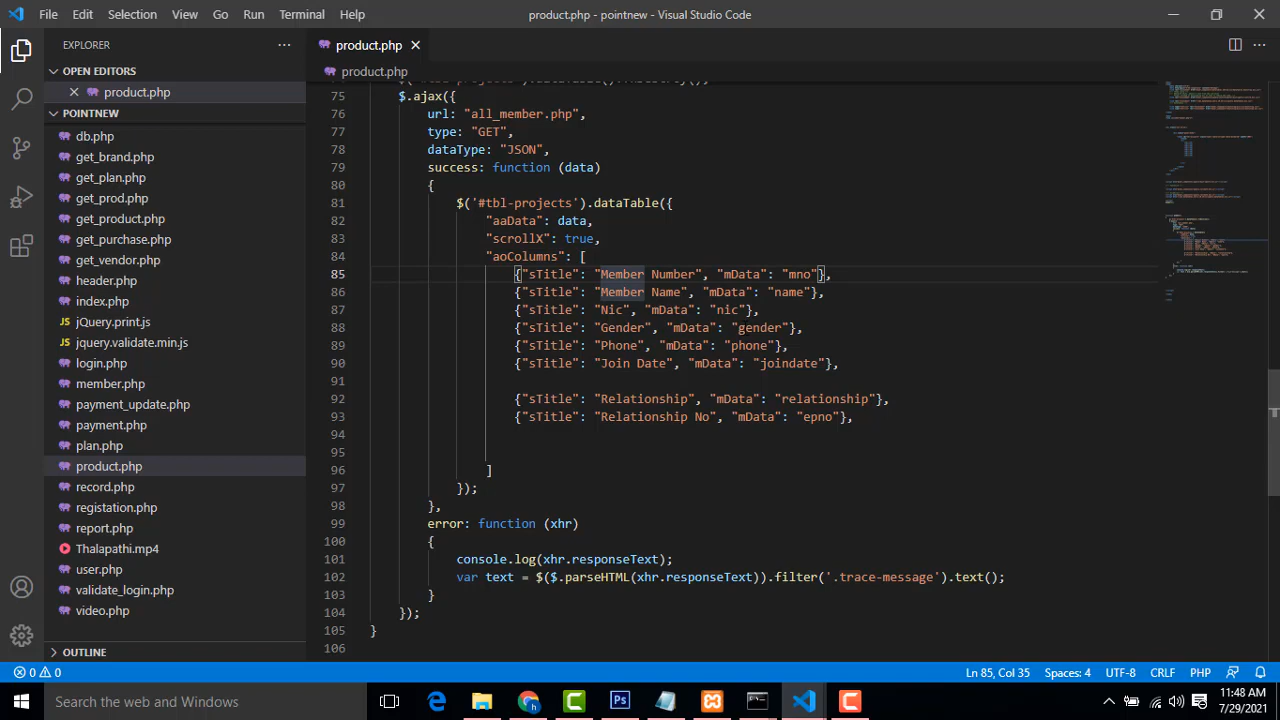 File Edit Selection View Go Run Terminal Help product.php - pointnew - Visual Studio Code
EXPLORER
OPEN EDITORS
product.php
POINTNEW
db.php
get_brand.php
get_plan.php
get_prod.php
get_product.php
get_purchase.php
get_vendor.php
header.php
index.php
jQuery.print.js
jquery.validate.min.js
login.php
member.php
payment_update.php
payment.php
plan.php
product.php
record.php
registation.php
report.php
Thalapathi.mp4
user.php
validate_login.php
video.php
OUTLINE
product.php
product.php
75 $.ajax({
76 url: "all_member.php",
77 type: "GET",
78 dataType: "JSON",
79 success: function (data)
80 {
81 $('#tbl-projects').dataTable({
82 "aaData": data,
83 "scrollX": true,
84 "aoColumns": [
85 {"sTitle": "Member Number", "mData": "mno"},
86 {"sTitle": "Member Name", "mData": "name"},
87 {"sTitle": "Nic", "mData": "nic"},
88 {"sTitle": "Gender", "mData": "gender"},
89 {"sTitle": "Phone", "mData": "phone"},
90 {"sTitle": "Join Date", "mData": "joindate"},
91
92 {"sTitle": "Relationship", "mData": "relationship"},
93 {"sTitle": "Relationship No", "mData": "epno"},
94
95
96 ]
97 });
98 },
99 error: function (xhr)
100 {
101 console.log(xhr.responseText);
102 var text = $($.parseHTML(xhr.responseText)).filter('.trace-message').text();
103 }
104 });
105 }
106
0 0 Ln 85, Col 35 Spaces: 4 UTF-8 CRLF PHP
Search the web and Windows
11:48 AM
7/29/2021